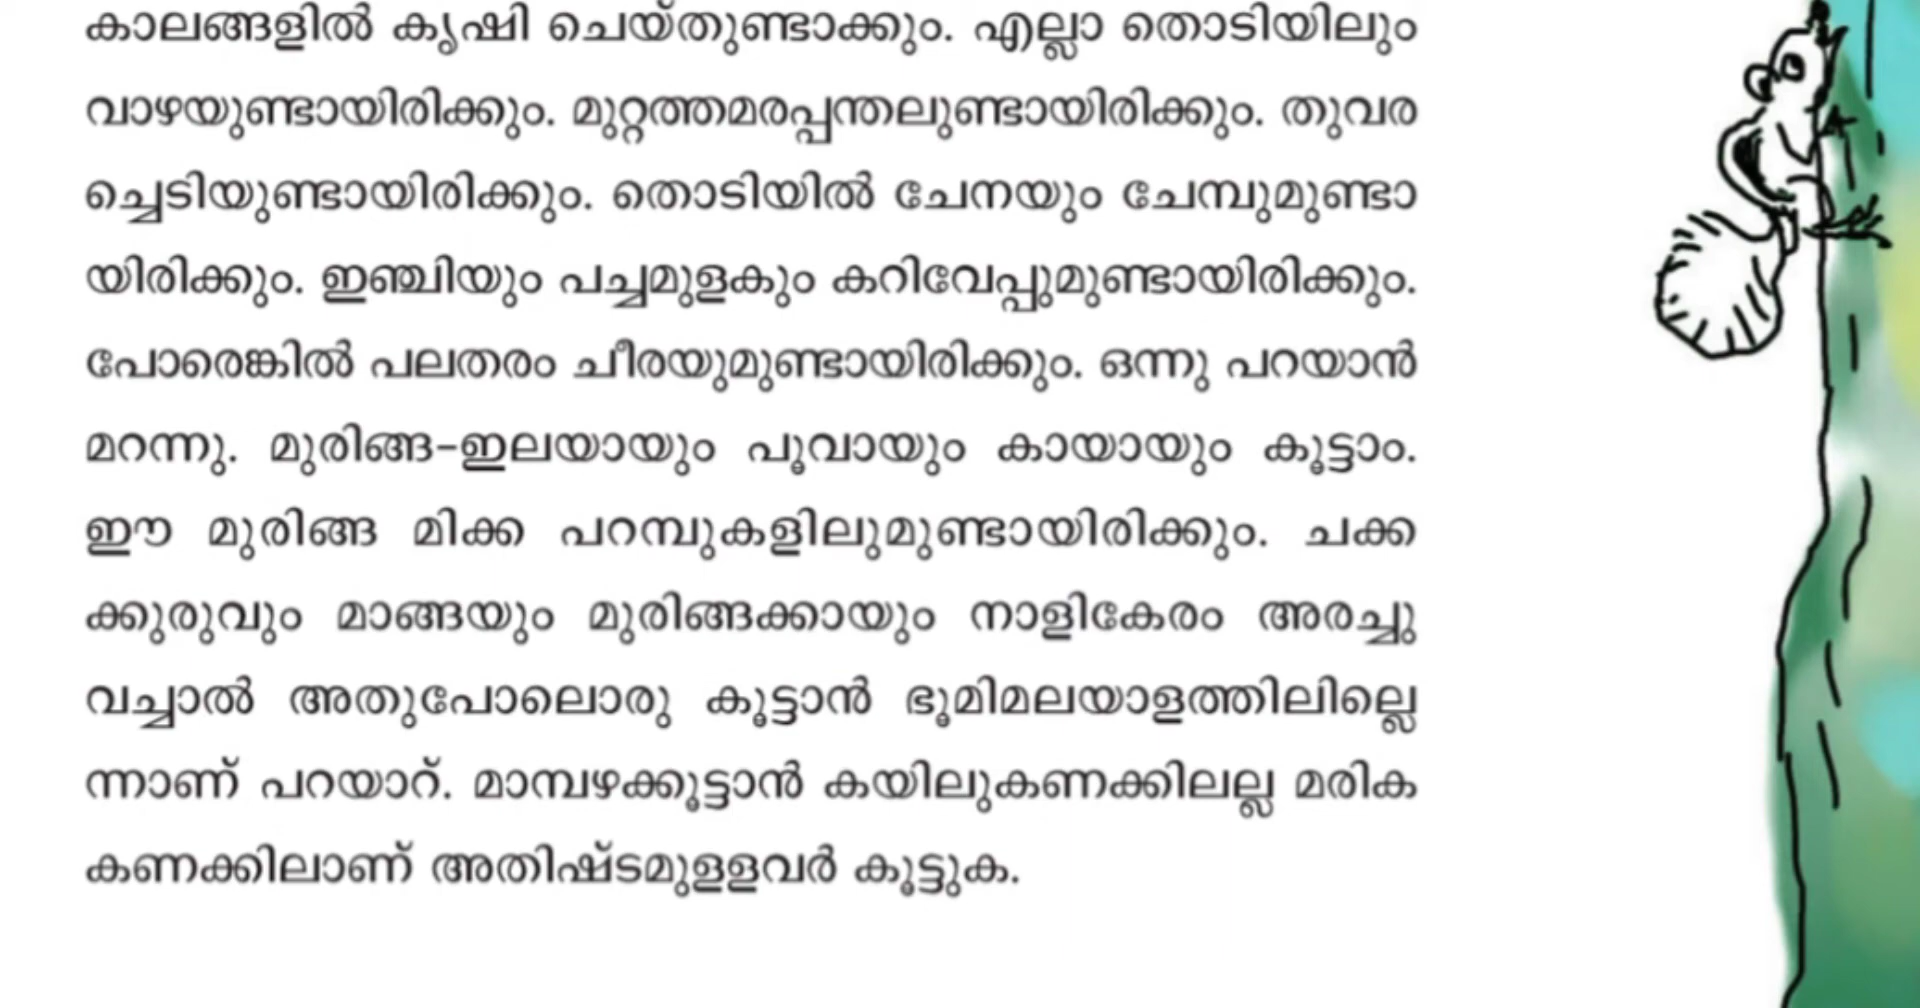 കാലങ്ങളിൽ കൃഷി ചെയ്തുണ്ടാക്കും. എല്ലാ തൊടിയിലും
വാഴയുണ്ടായിരിക്കും. മുറ്റത്തമരപ്പന്തലുണ്ടായിരിക്കും. തുവര
ച്ചെടിയുണ്ടായിരിക്കും. തൊടിയിൽ ചേനയും ചേമ്പുമുണ്ടാ
യിരിക്കും. ഇഞ്ചിയും പച്ചമുളകും കറിവേപ്പുമുണ്ടായിരിക്കും.
പോരെങ്കിൽ പലതരം ചീരയുമുണ്ടായിരിക്കും. ഒന്നു പറയാൻ
മറന്നു. മുരിങ്ങ-ഇലയായും പൂവായും കായായും കൂട്ടാം.
ഈ മുരിങ്ങ മിക്ക പറമ്പുകളിലുമുണ്ടായിരിക്കും. ചക്ക
ക്കുരുവും മാങ്ങയും മുരിങ്ങക്കായും നാളികേരം അരച്ചു
വച്ചാൽ അതുപോലൊരു കൂട്ടാൻ ഭൂമിമലയാളത്തിലില്ലെ
ന്നാണ് പറയാറ്. മാമ്പഴക്കൂട്ടാൻ കയിലുകണക്കിലല്ല മരിക
കണക്കിലാണ് അതിഷ്ടമുളളവർ കൂട്ടുക.